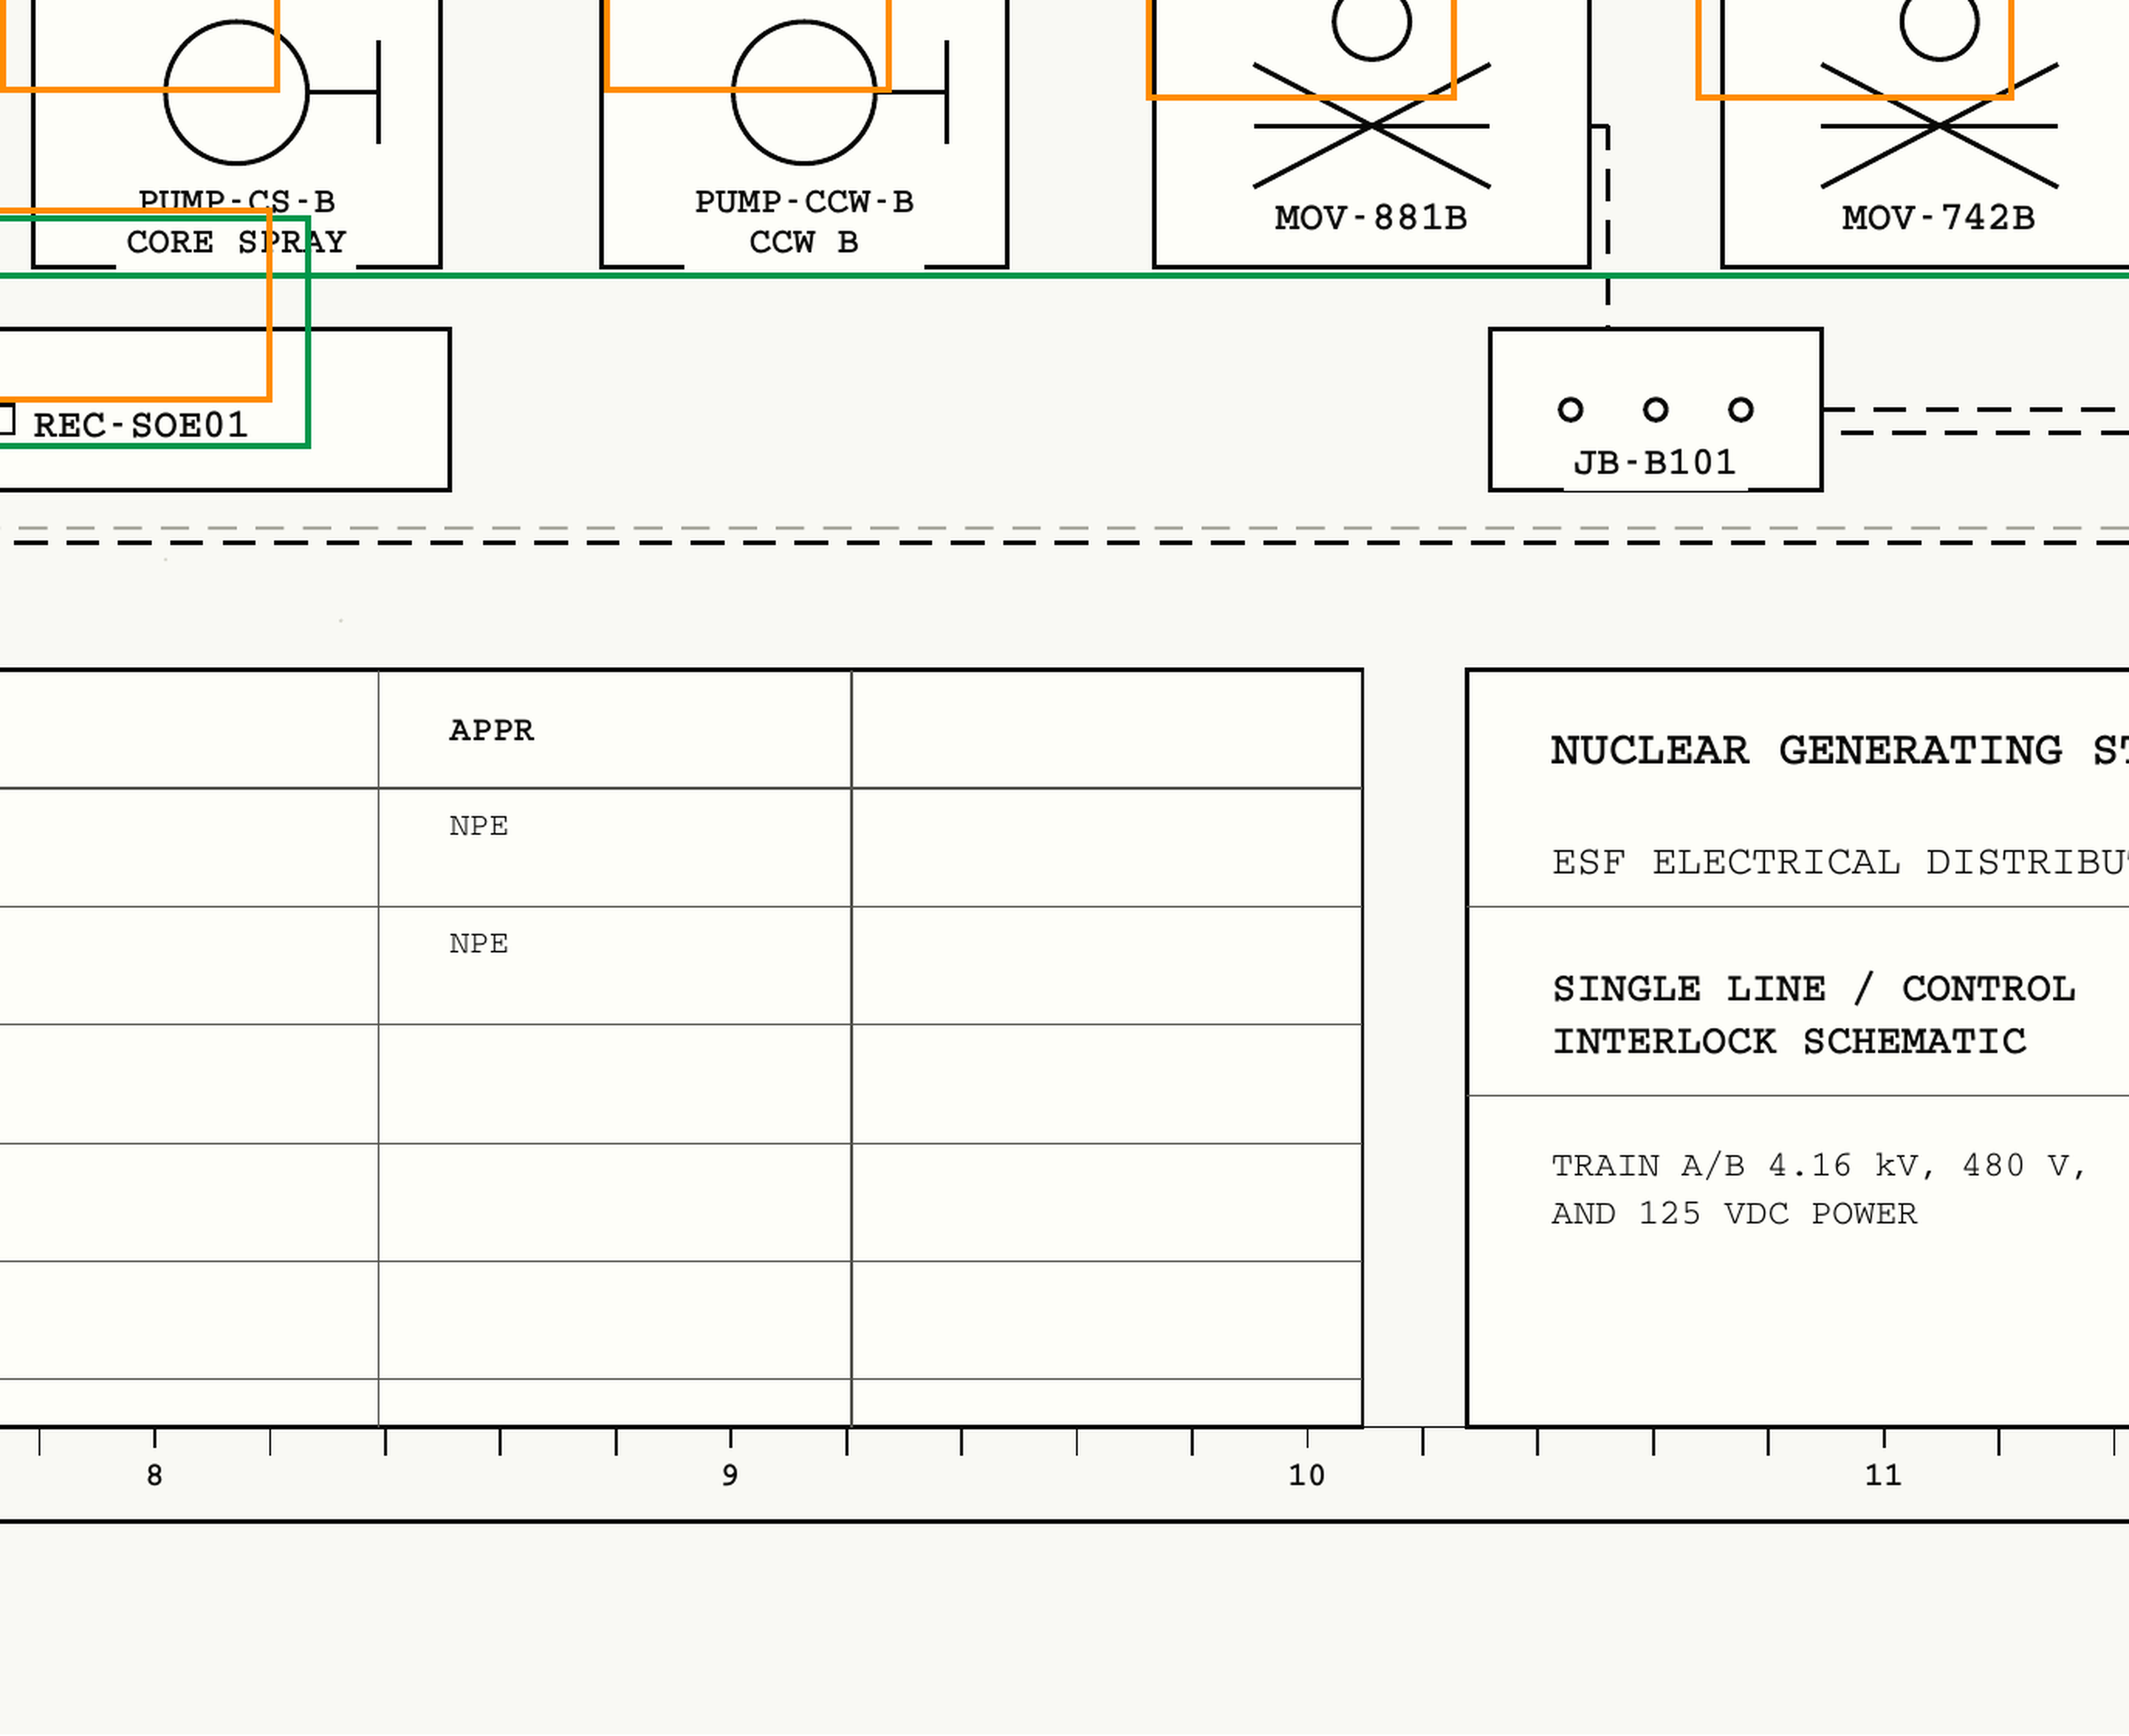 PUMP-CS-B
CORE SPRAY
PUMP-CCW-B
CCW B
MOV-881B
MOV-742B
REC-SOE01
JB-B101
APPR
NPE
NPE
NUCLEAR GENERATING ST
ESF ELECTRICAL DISTRIBUT
SINGLE LINE / CONTROL
INTERLOCK SCHEMATIC
TRAIN A/B 4.16 kV, 480 V,
AND 125 VDC POWER
8
9
10
11